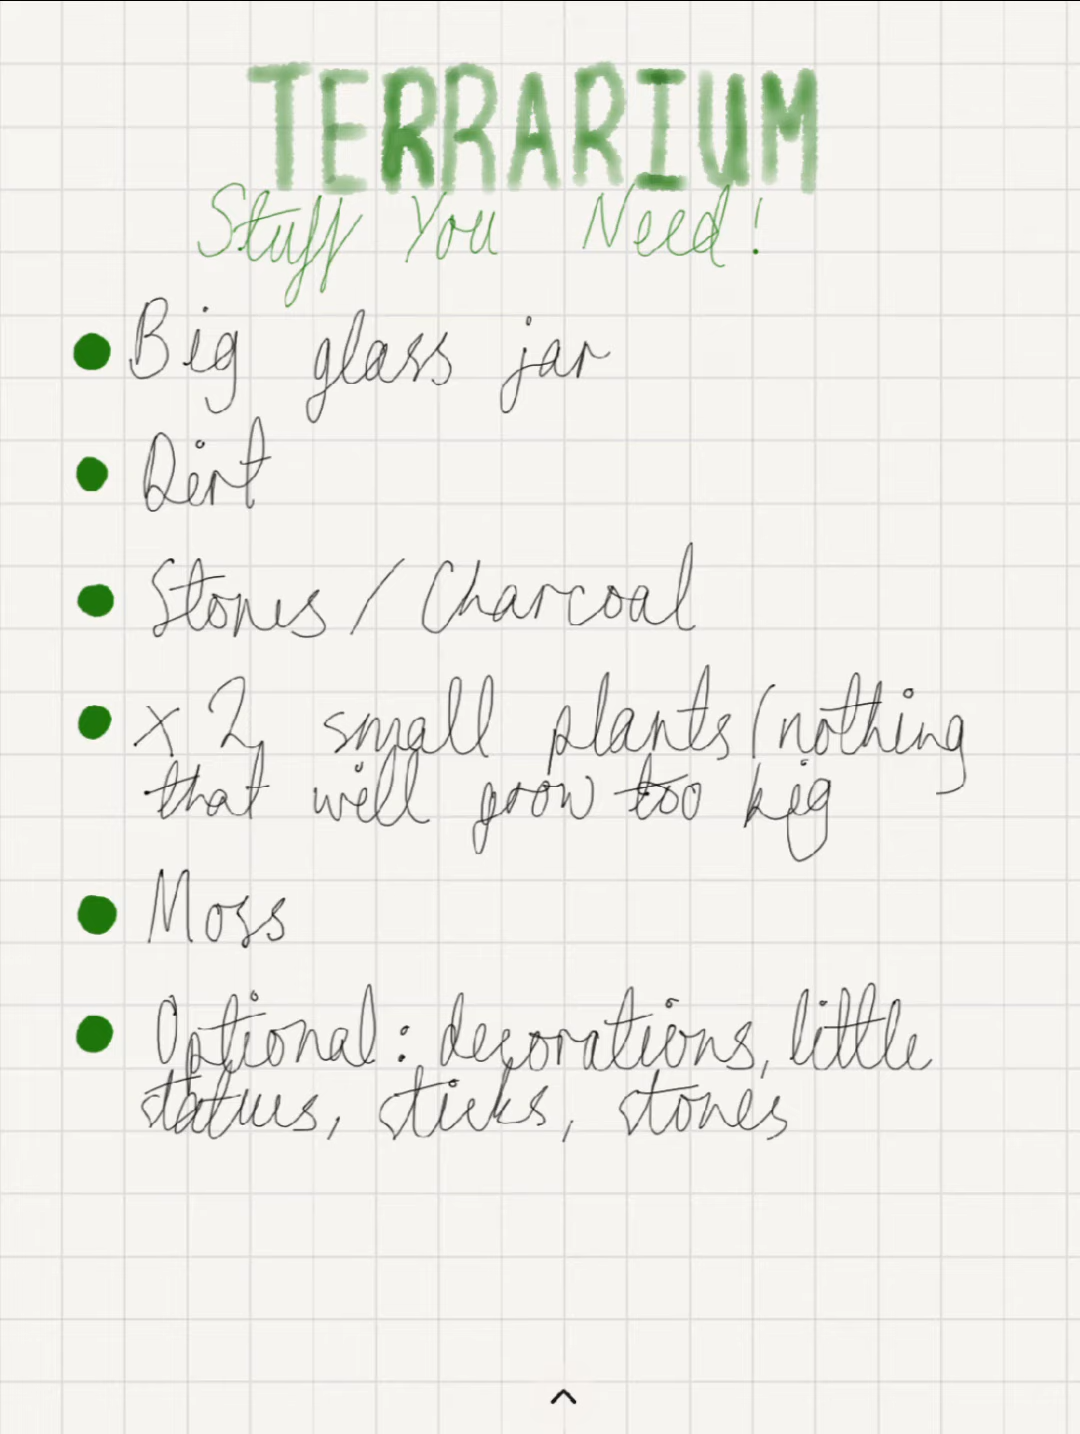 TERRARIUM
Stuff You Need!
Big glass jar
Dirt
Stones / Charcoal
x 2 small plants (nothing
that will grow too big
Moss
Optional: decorations, little
statues, sticks, stones